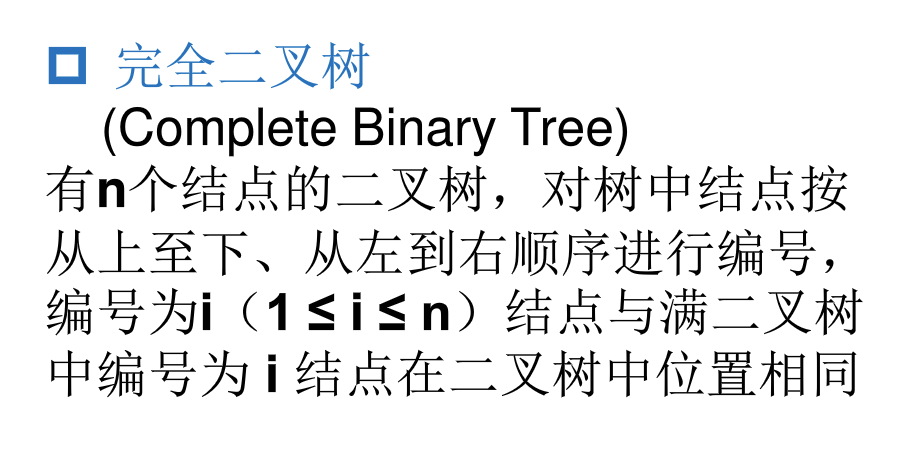 完全二叉树
(Complete Binary Tree)
有n个结点的二叉树，对树中结点按
从上至下、从左到右顺序进行编号，
编号为i（1 ≤ i ≤ n）结点与满二叉树
中编号为 i 结点在二叉树中位置相同